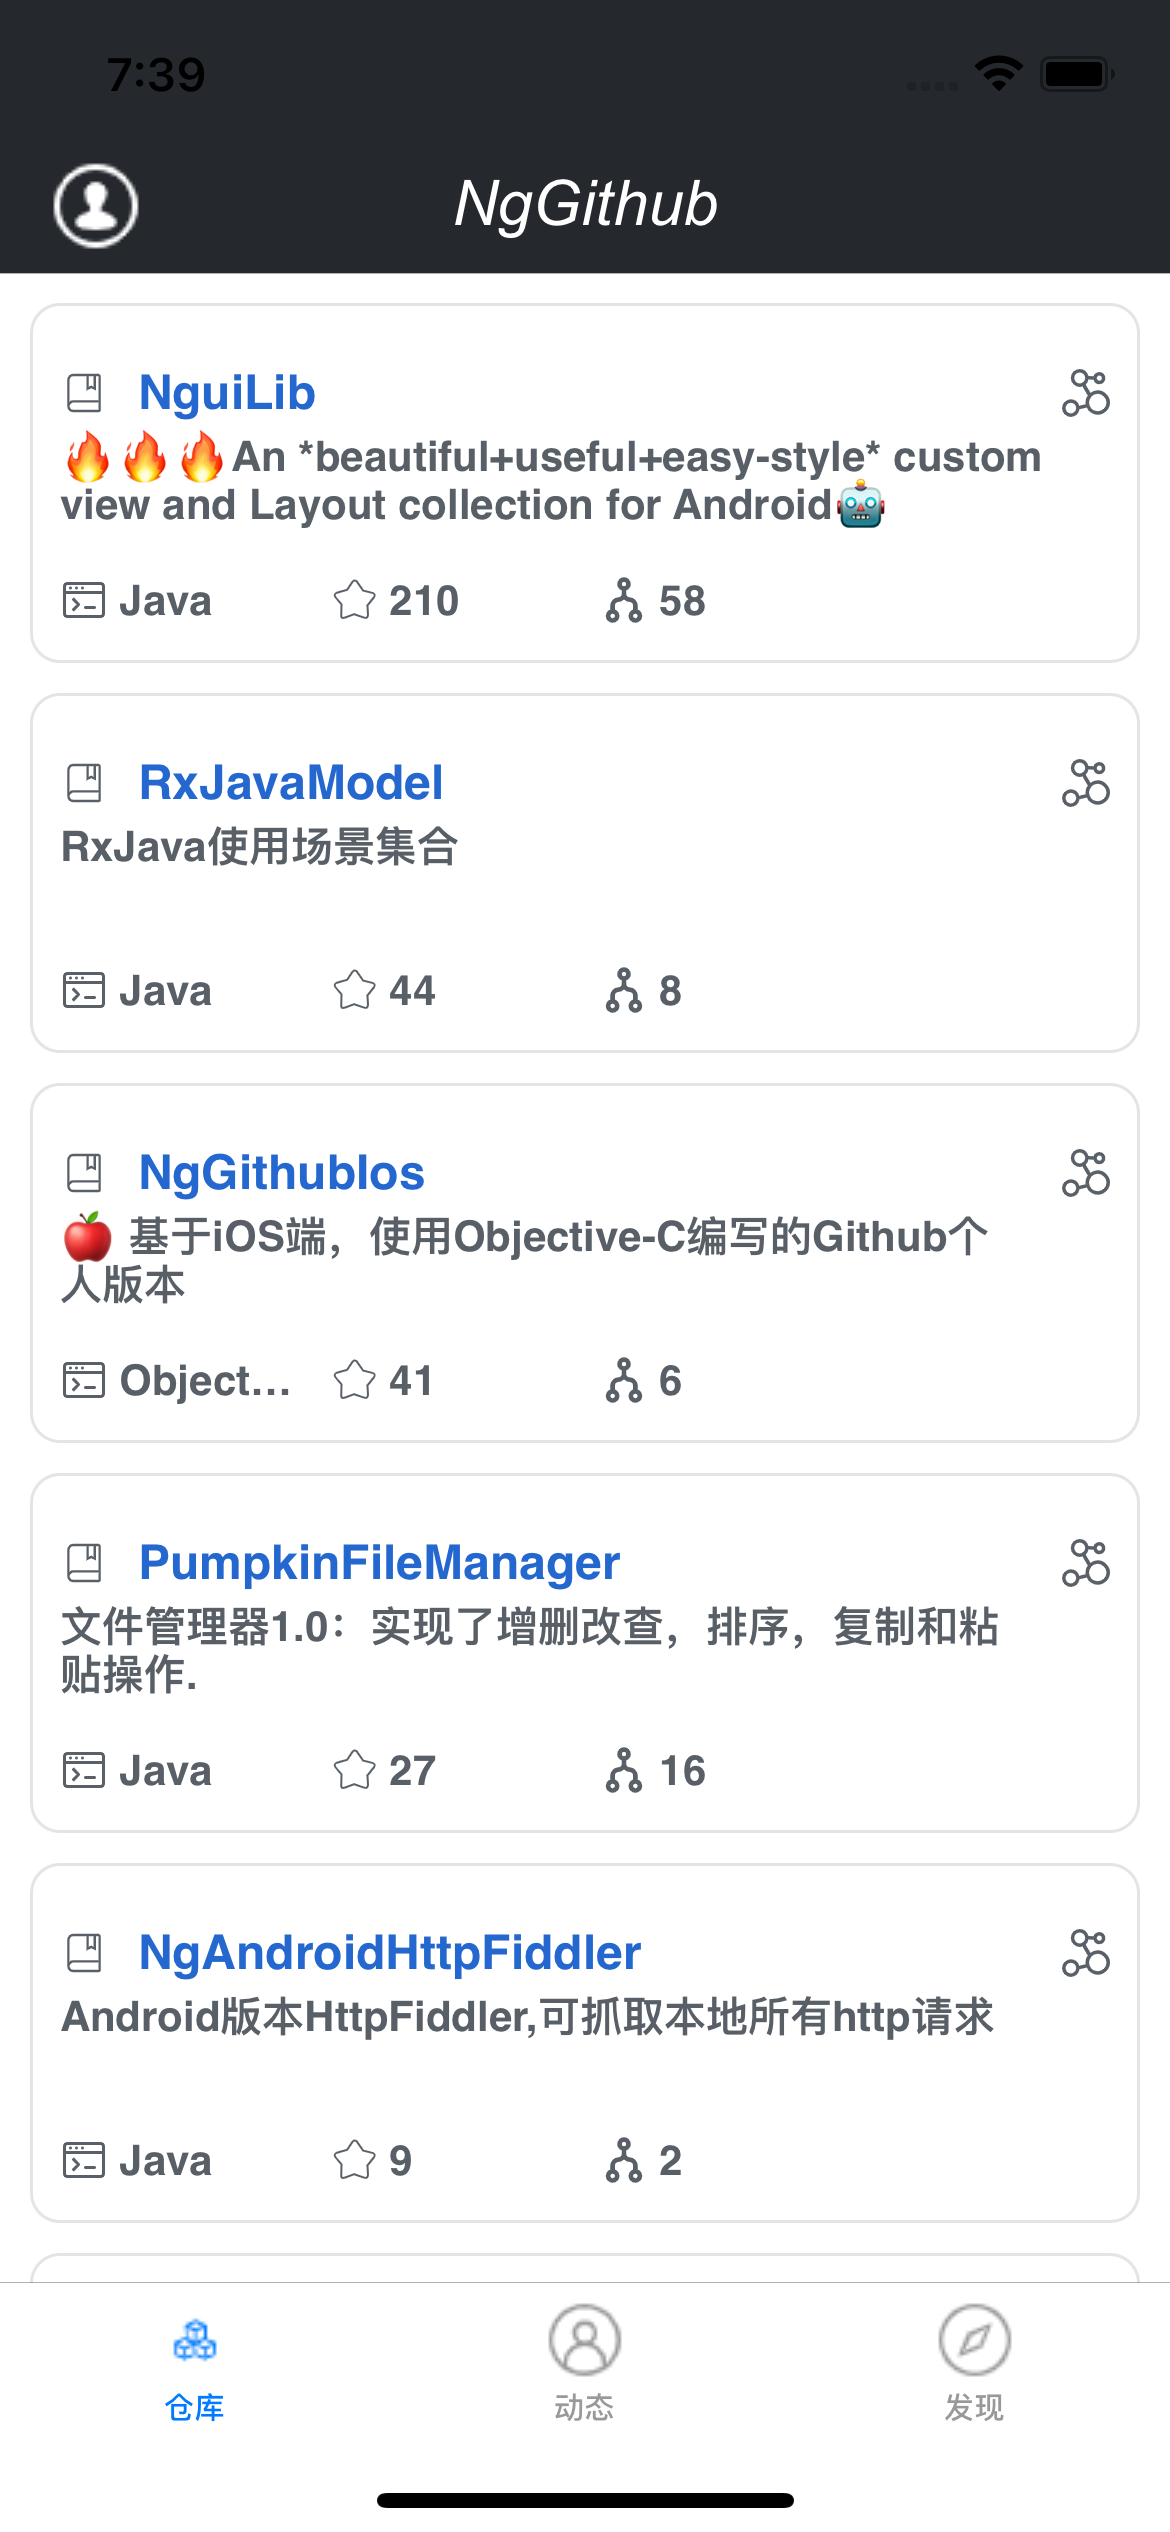 7:39
NgGithub
NguiLib
🔥🔥🔥An *beautiful+useful+easy-style* custom
view and Layout collection for Android🤖
Java 210 58
RxJavaModel
RxJava使用场景集合
Java 44 8
NgGithubIos
🍎 基于iOS端，使用Objective-C编写的Github个
人版本
Object... 41 6
PumpkinFileManager
文件管理器1.0：实现了增删改查，排序，复制和粘
贴操作.
Java 27 16
NgAndroidHttpFiddler
Android版本HttpFiddler,可抓取本地所有http请求
Java 9 2
仓库 动态 发现